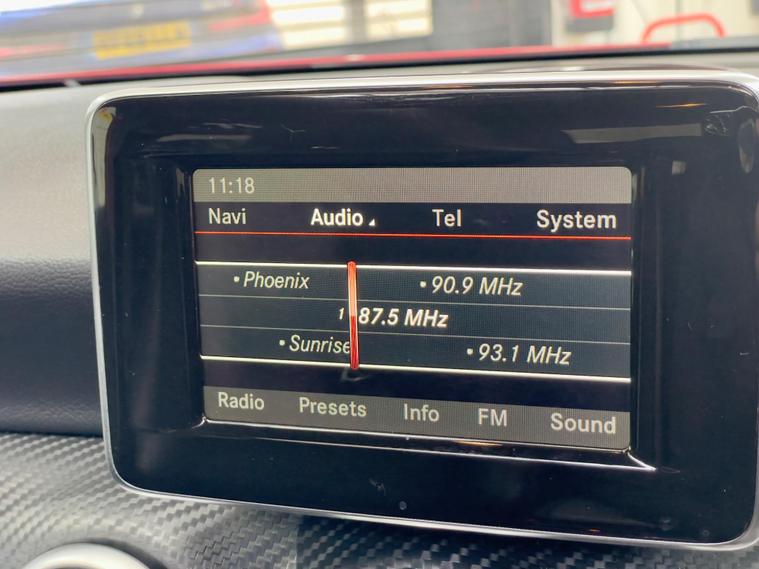 11:18
Navi Audio Tel System
•Phoenix •90.9 MHz
1 87.5 MHz
•Sunrise •93.1 MHz
Radio Presets Info FM Sound